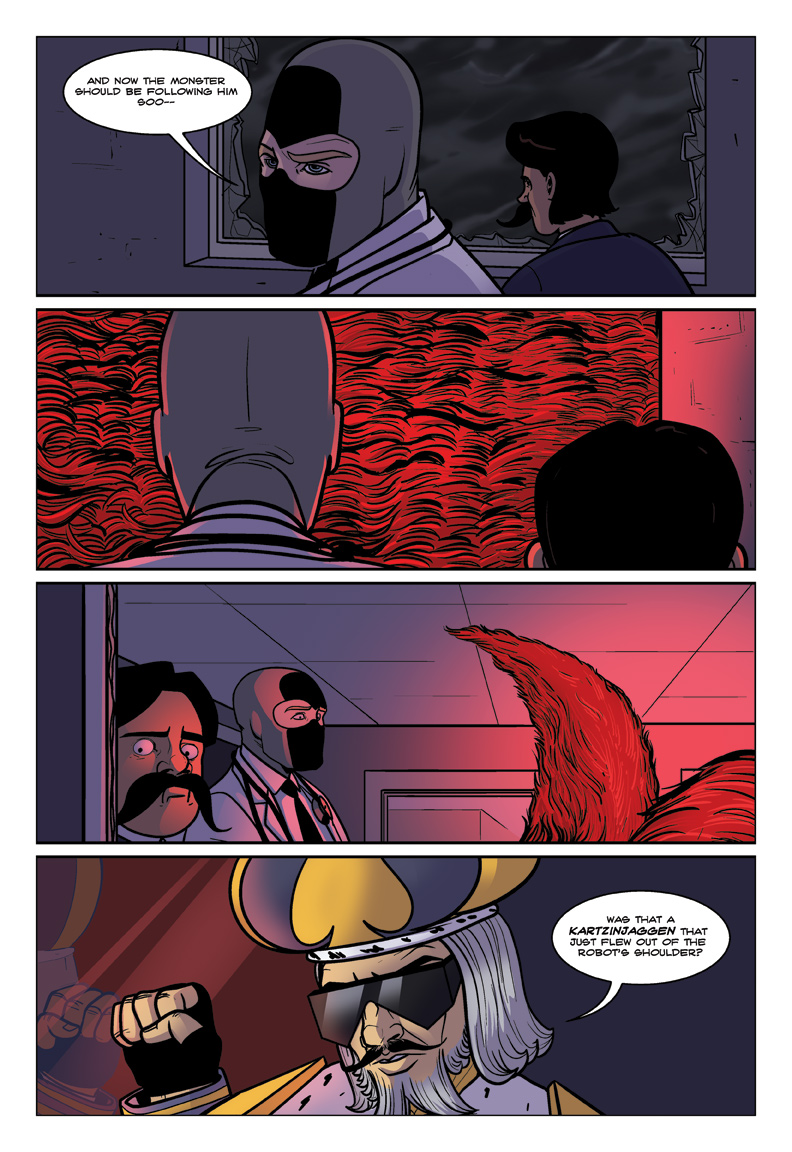 AND NOW THE MONSTER
SHOULD BE FOLLOWING HIM
SOO--
WAS THAT A
KARTZINJAGGEN THAT
JUST FLEW OUT OF THE
ROBOT'S SHOULDER?